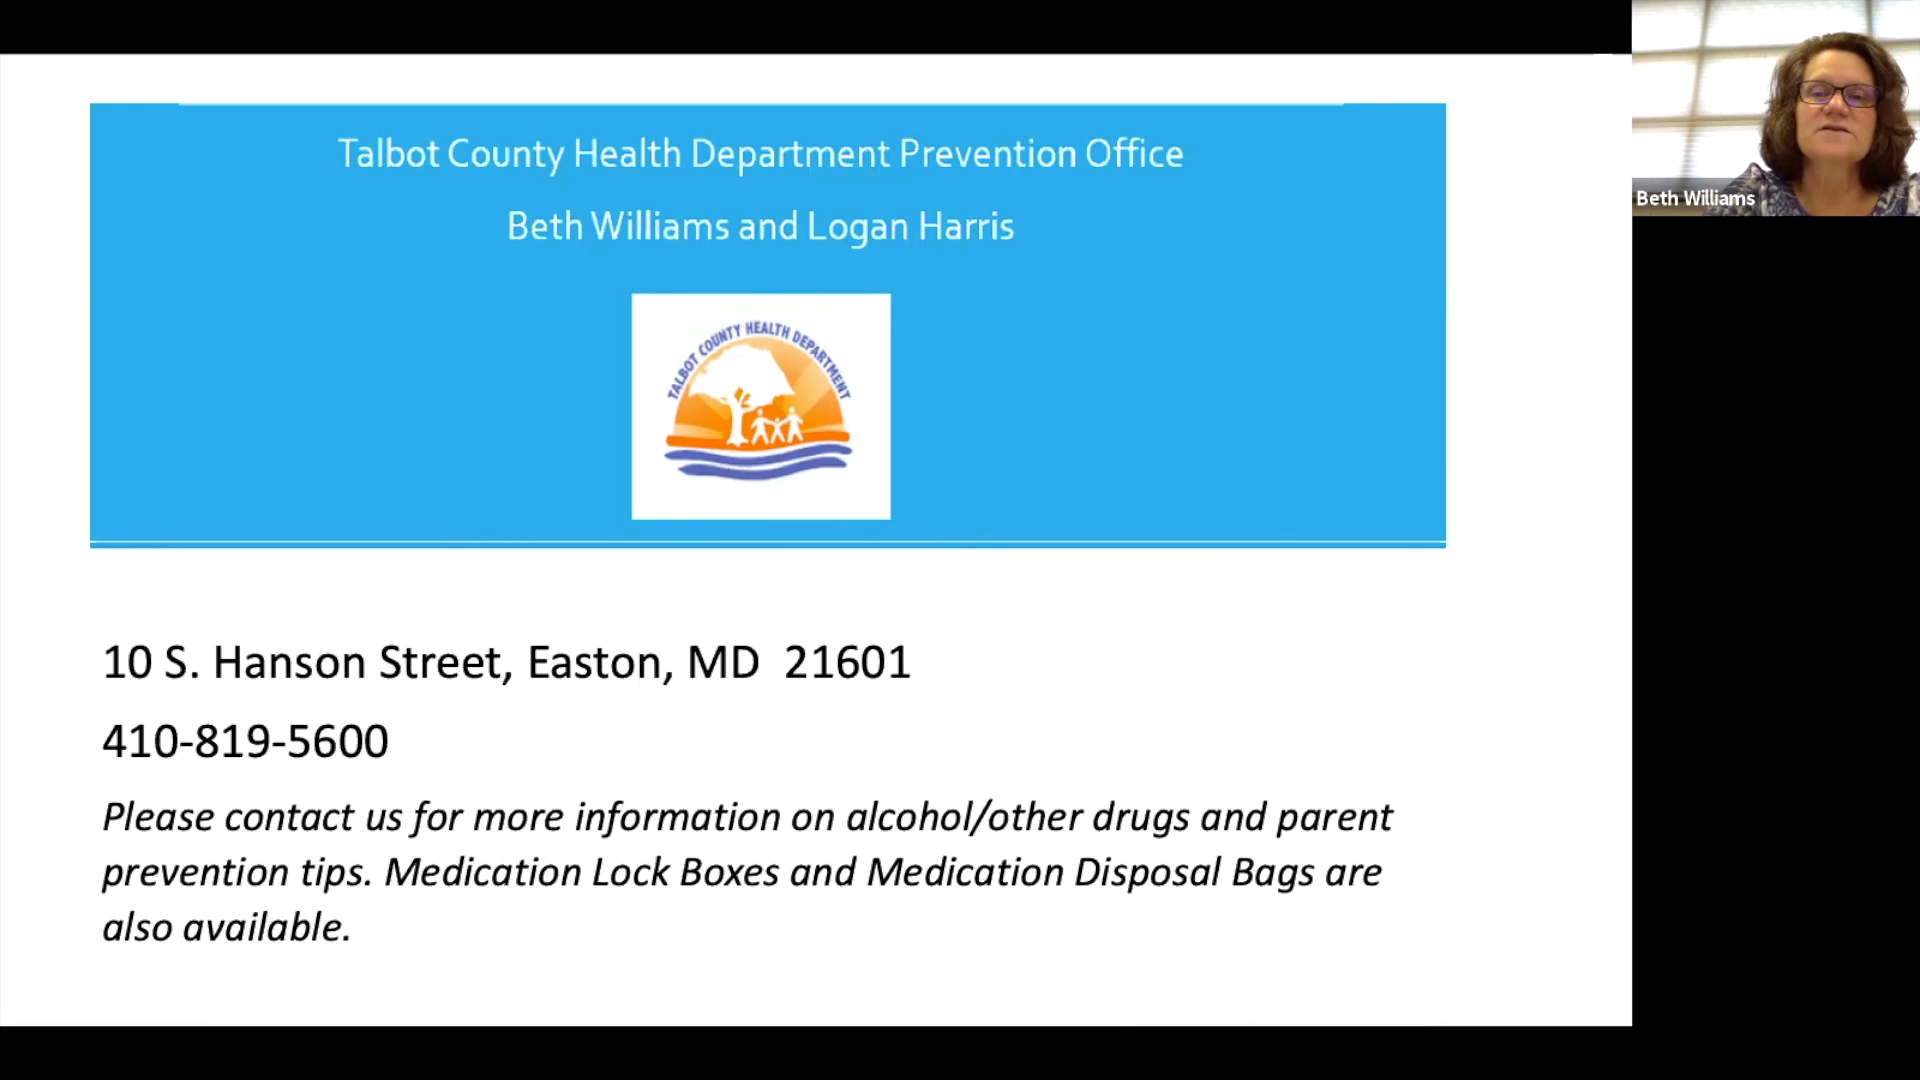 Talbot County Health Department Prevention Office
Beth Williams and Logan Harris
TALBOT COUNTY HEALTH DEPARTMENT
Beth Williams
10 S. Hanson Street, Easton, MD 21601
410-819-5600
Please contact us for more information on alcohol/other drugs and parent
prevention tips. Medication Lock Boxes and Medication Disposal Bags are
also available.